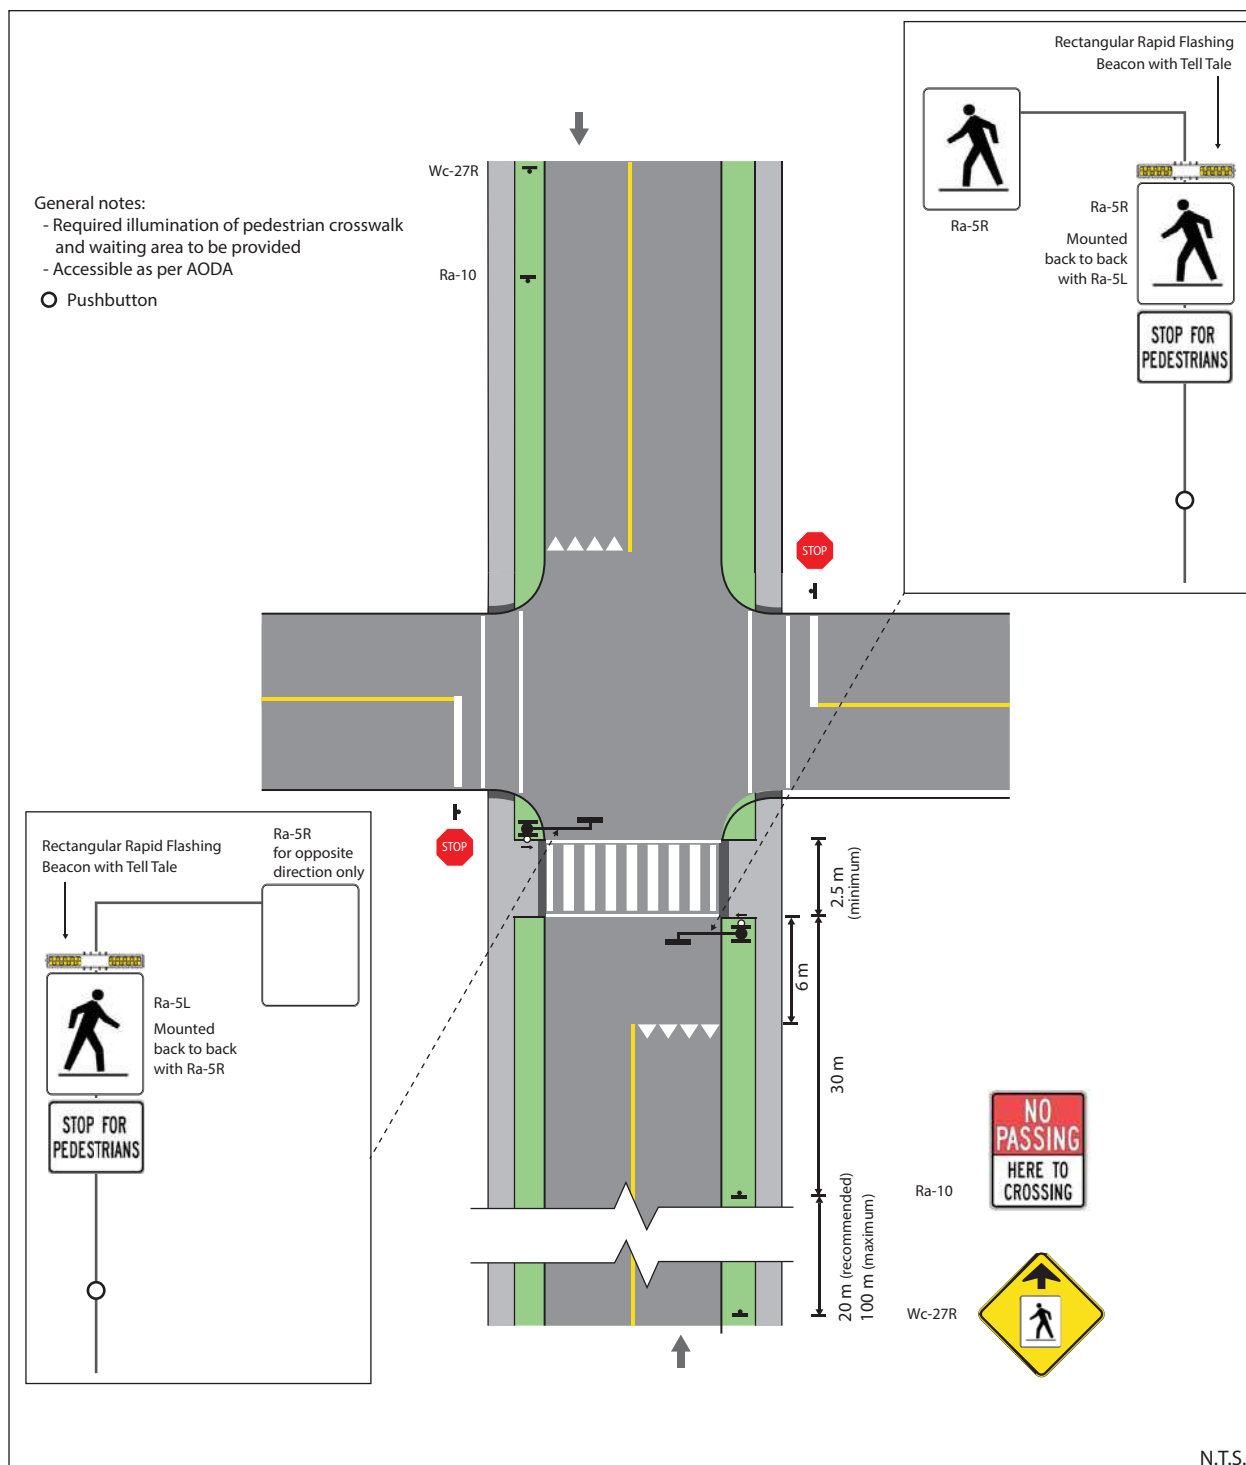 Rectangular Rapid Flashing
Beacon with Tell Tale
Ra-5R
Ra-5R
Mounted
back to back
with Ra-5L
STOP FOR
PEDESTRIANS
Wc-27R
General notes:
- Required illumination of pedestrian crosswalk
and waiting area to be provided
- Accessible as per AODA
Pushbutton
Ra-10
STOP
STOP
Rectangular Rapid Flashing
Beacon with Tell Tale
Ra-5R
for opposite
direction only
Ra-5L
Mounted
back to back
with Ra-5R
STOP FOR
PEDESTRIANS
2.5 m
(minimum)
6 m
30 m
20 m (recommended)
100 m (maximum)
Ra-10
NO
PASSING
HERE TO
CROSSING
Wc-27R
N.T.S.